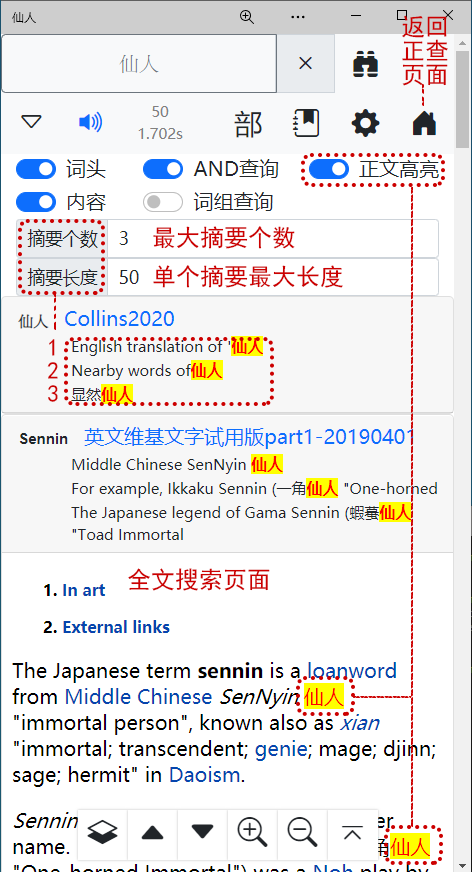 仙人
返回
正查
页面
仙人
50
1.702s
部
词头
AND查询
正文高亮
内容
词组查询
摘要个数
3
最大摘要个数
摘要长度
50
单个摘要最大长度
仙人
Collins2020
1
English translation of '仙人
2
Nearby words of仙人
3
显然仙人
Sennin
英文维基文字试用版part1-20190401
Middle Chinese SenNyin 仙人
For example, Ikkaku Sennin (一角仙人 "One-horned
The Japanese legend of Gama Sennin (蝦蟇仙人
"Toad Immortal
1. In art
全文搜索页面
2. External links
The Japanese term sennin is a loanword
from Middle Chinese SenNyin 仙人
"immortal person", known also as xian
"immortal; transcendent; genie; mage; djinn;
sage; hermit" in Daoism.
Sennin
name.
角仙人
"One-horned Immortal") was a Noh play by